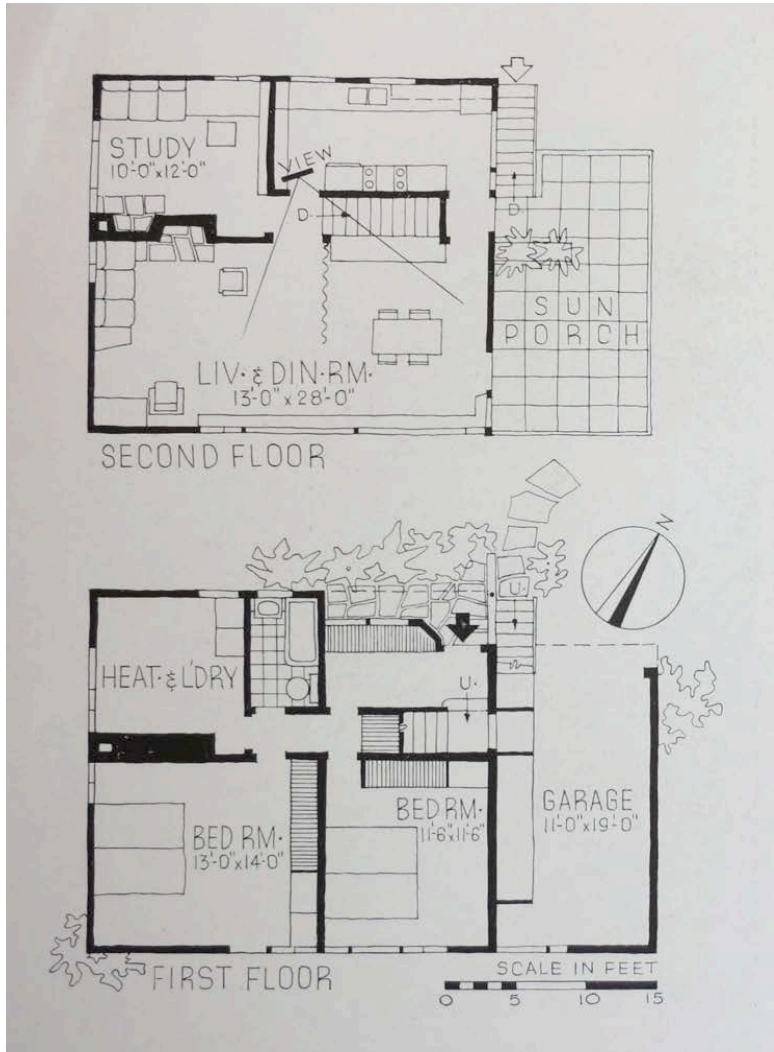 STUDY
10'-0"x12'-0"
VIEW
D
D
SUN
PORCH
LIV. & DIN. RM.
13'-0" x 28'-0"
SECOND FLOOR
N
U.
HEAT. & L'DRY
U.
BED RM.
13'-0"x14'-0"
BED RM.
11'-6"x11'-6"
GARAGE
11'-0"x19'-0"
FIRST FLOOR
SCALE IN FEET
0 5 10 15